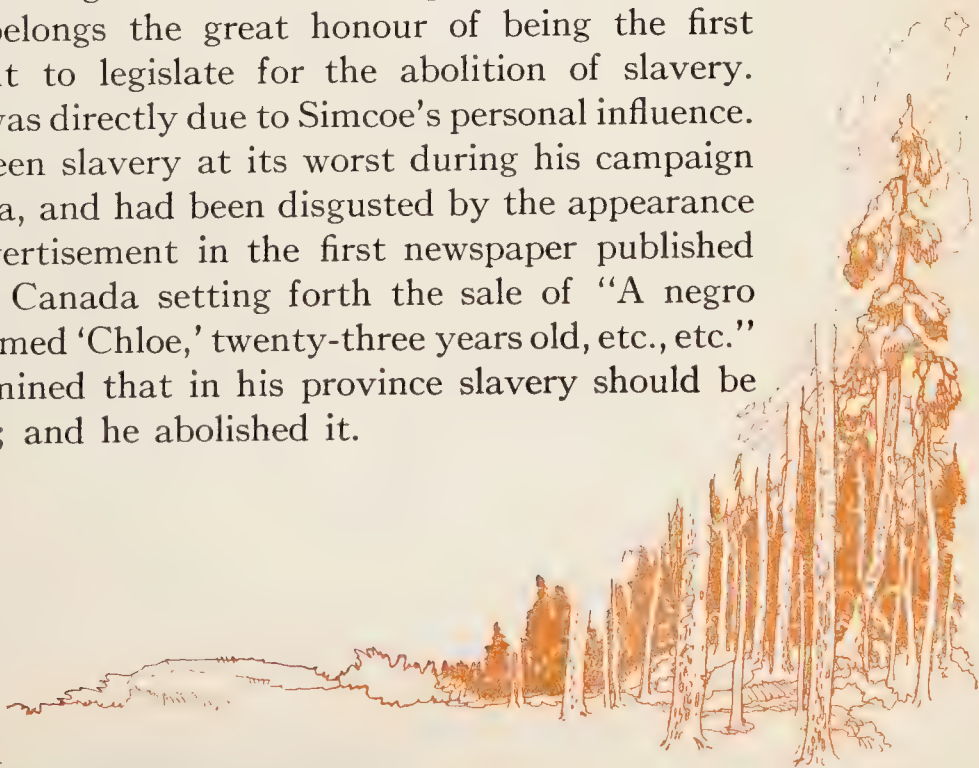 belongs the great honour of being the first
t to legislate for the abolition of slavery.
was directly due to Simcoe's personal influence.
een slavery at its worst during his campaign
a, and had been disgusted by the appearance
vertisement in the first newspaper published
Canada setting forth the sale of “A negro
med ‘Chloe,’ twenty-three years old, etc., etc.”
mined that in his province slavery should be
; and he abolished it.